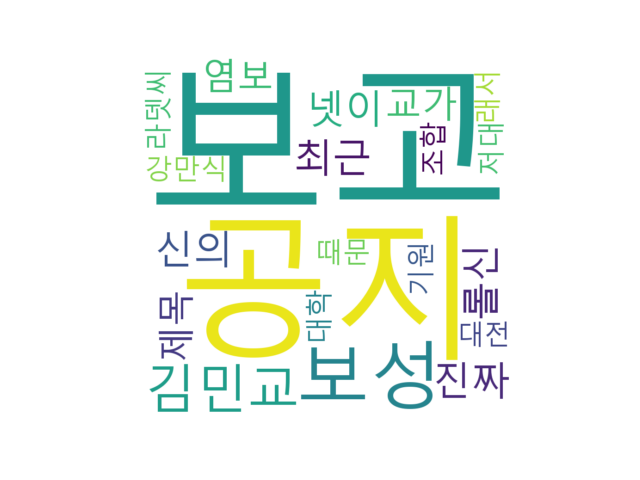 염보
라뎃씨
보고
넷이
교가
래서
강만식
최근
조합
저대
신의
공지
때문
기원
롤신
제목
대학
대전
김민교
보성
진짜